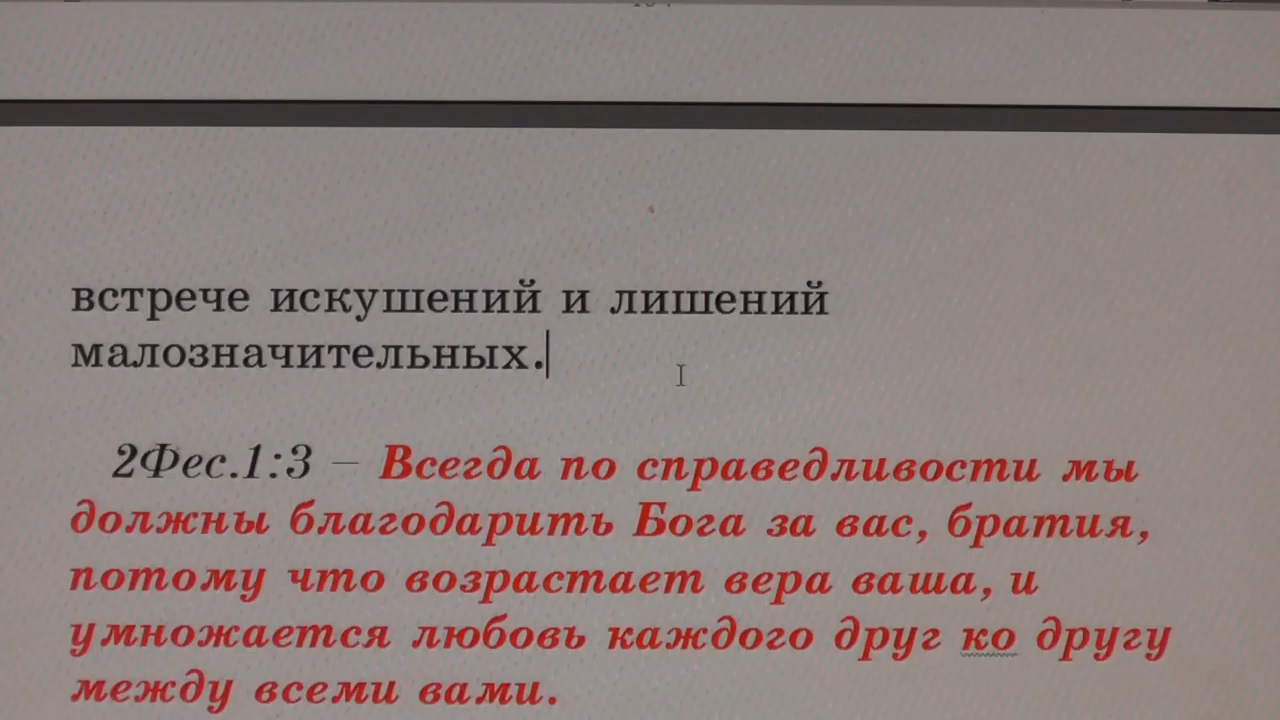 встрече искушений и лишений
малозначительных.
2Фес.1:3 – Всегда по справедливости мы
должны благодарить Бога за вас, братия,
потому что возрастает вера ваша, и
умножается любовь каждого друг ко другу
между всеми вами.